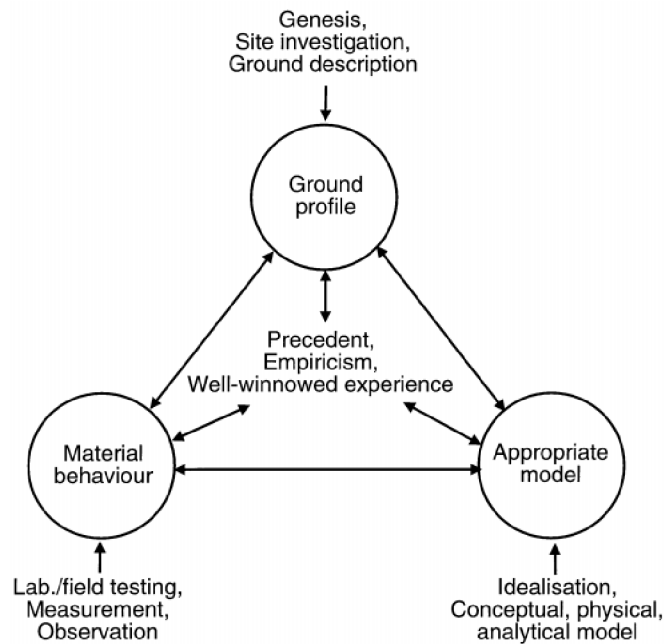 Genesis,
Site investigation,
Ground description
Ground
profile
Precedent,
Empiricism,
Well-winnowed experience
Material
behaviour
Appropriate
model
Lab./field testing,
Measurement,
Observation
Idealisation,
Conceptual, physical,
analytical model